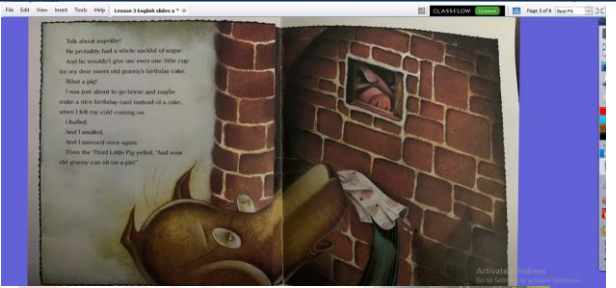 File Edit View Insert Tools Help Lesson 3 English slides a * CLASSFLOW Connect Page 5 of 8 Best Fit
Talk about impolite!
He probably had a whole sackful of sugar.
And he wouldn't give me even one little cup
for my dear sweet old granny's birthday cake.
What a pig!
I was just about to go home and maybe
make a nice birthday card instead of a cake,
when I felt my cold coming on.
I huffed.
And I snuffed.
And I sneezed once again.
Then the Third Little Pig yelled, "And your
old granny can sit on a pin!"
Activate Windows
Go to Settings to activate Windows.